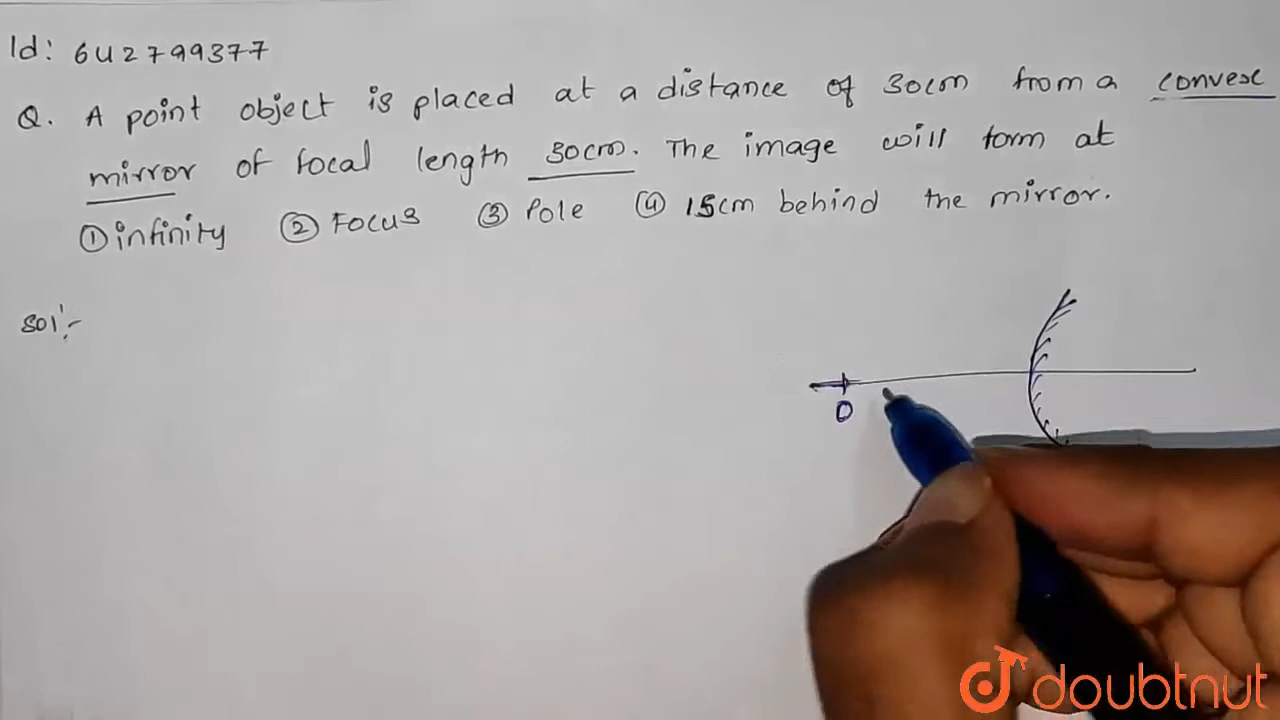 Id: 642799377
Q. A point object is placed at a distance of 30cm from a convex
mirror of focal length 30cm. The image will form at
① infinity ② Focus ③ Pole ④ 15cm behind the mirror.
Sol:-
O
doubtnut